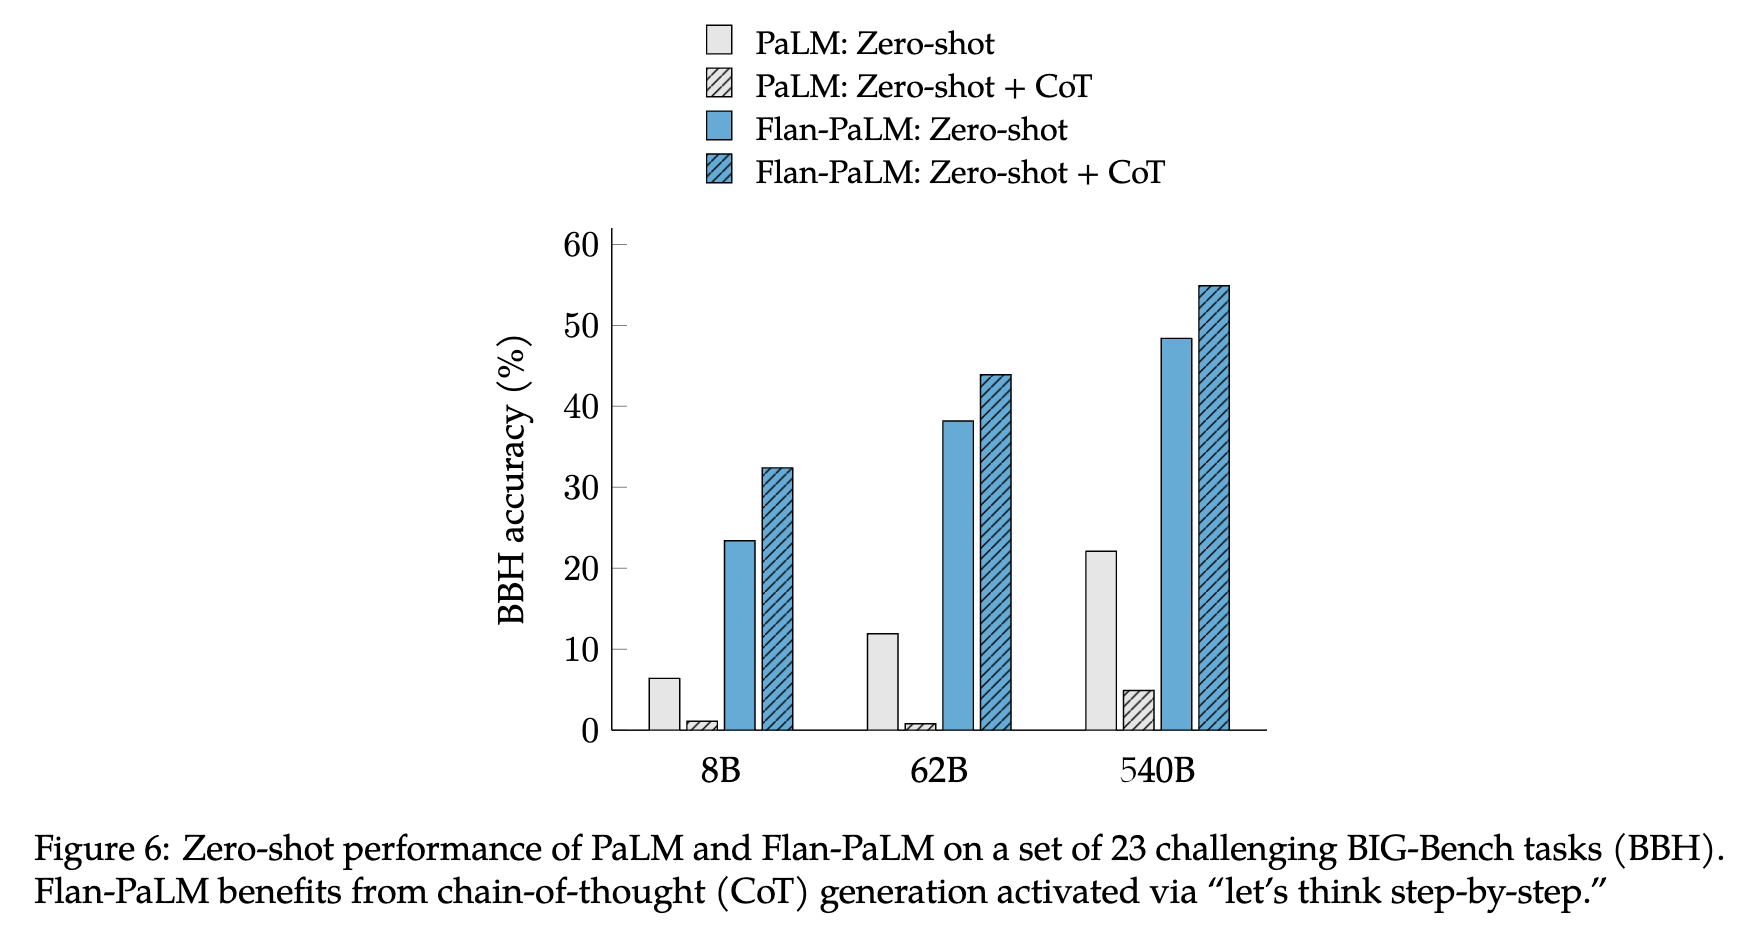 PaLM: Zero-shot
PaLM: Zero-shot + CoT
Flan-PaLM: Zero-shot
Flan-PaLM: Zero-shot + CoT
60
50
40
30
20
10
0
BBH accuracy (%)
8B
62B
540B
Figure 6: Zero-shot performance of PaLM and Flan-PaLM on a set of 23 challenging BIG-Bench tasks (BBH).
Flan-PaLM benefits from chain-of-thought (CoT) generation activated via “let’s think step-by-step.”